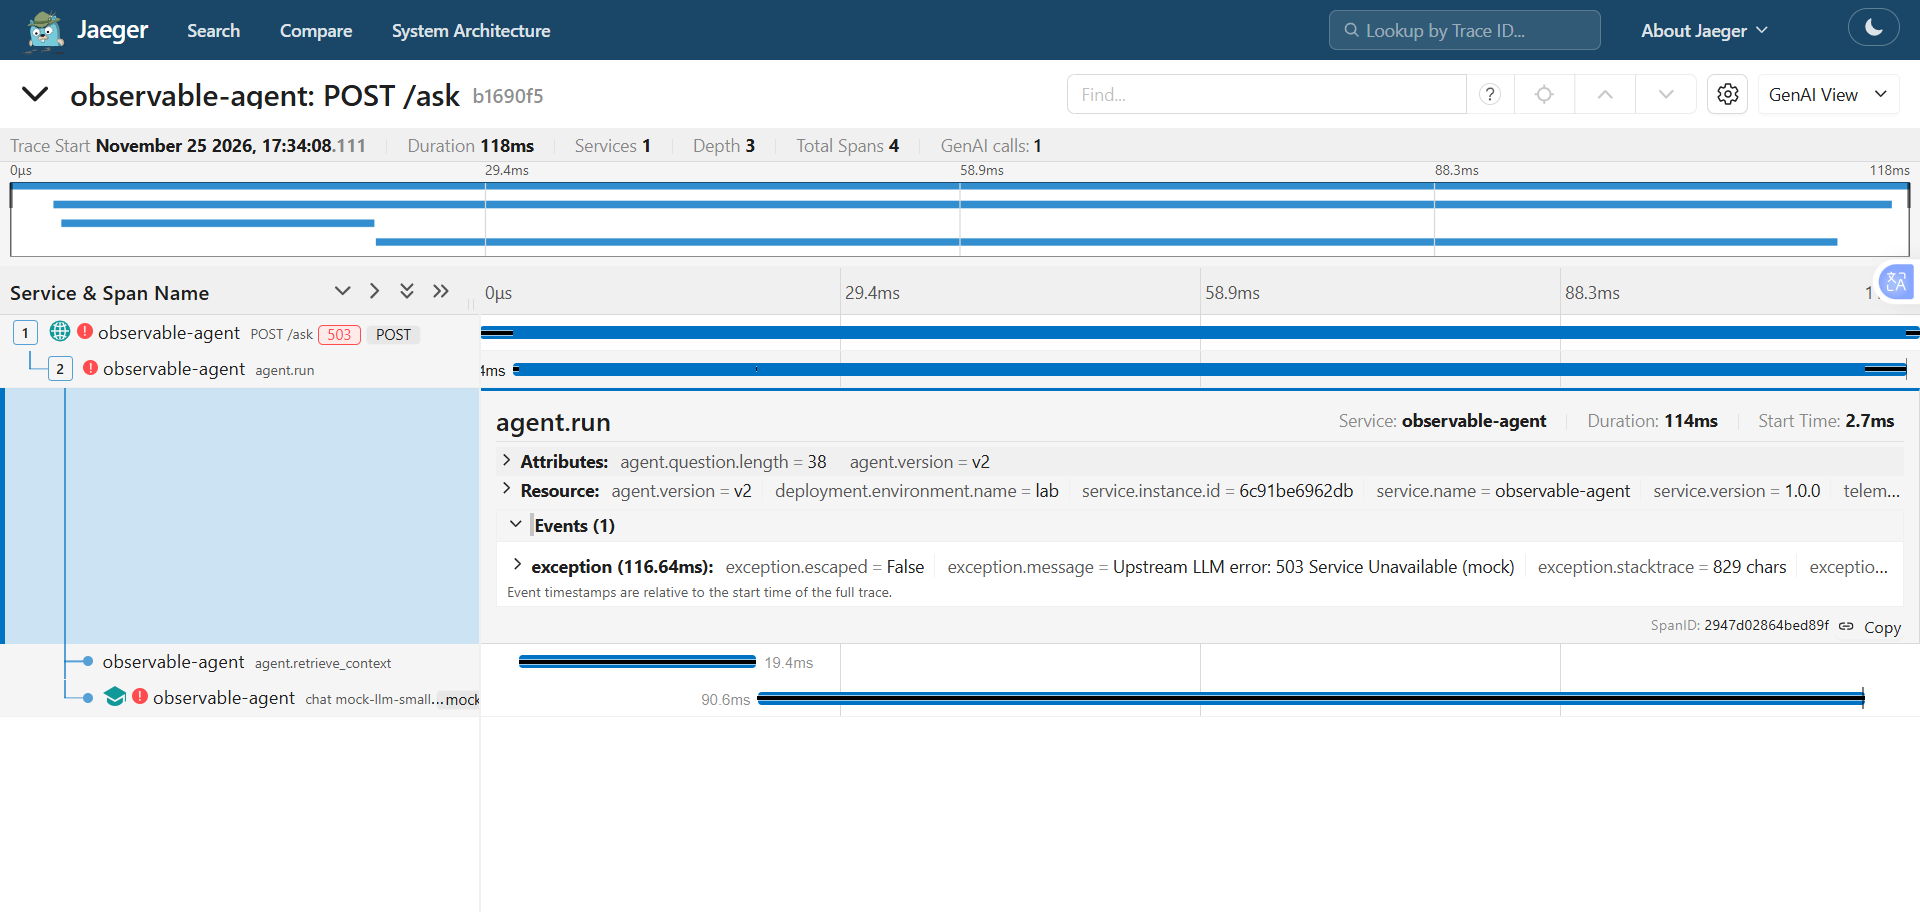 Jaeger Search Compare System Architecture Lookup by Trace ID... About Jaeger
observable-agent: POST /ask b1690f5 Find... ? GenAI View
Trace Start November 25 2026, 17:34:08.111 Duration 118ms Services 1 Depth 3 Total Spans 4 GenAI calls: 1
0μs 29.4ms 58.9ms 88.3ms 118ms
Service & Span Name 0μs 29.4ms 58.9ms 88.3ms
1 observable-agent POST /ask 503 POST
2 observable-agent agent.run 4ms
agent.run Service: observable-agent Duration: 114ms Start Time: 2.7ms
Attributes: agent.question.length = 38 agent.version = v2
Resource: agent.version = v2 deployment.environment.name = lab service.instance.id = 6c91be6962db service.name = observable-agent service.version = 1.0.0 telem...
Events (1)
exception (116.64ms): exception.escaped = False exception.message = Upstream LLM error: 503 Service Unavailable (mock) exception.stacktrace = 829 chars exceptio...
Event timestamps are relative to the start time of the full trace.
SpanID: 2947d02864bed89f Copy
observable-agent agent.retrieve_context 19.4ms
observable-agent chat mock-llm-small... mock 90.6ms